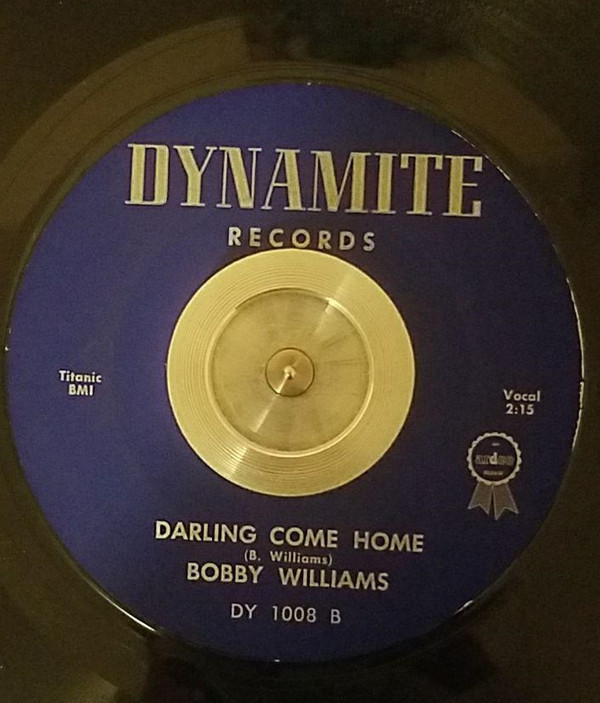 DYNAMITE
RECORDS
Titanic
BMI
Vocal
2:15
DARLING COME HOME
(B. Williams)
BOBBY WILLIAMS
DY 1008 B